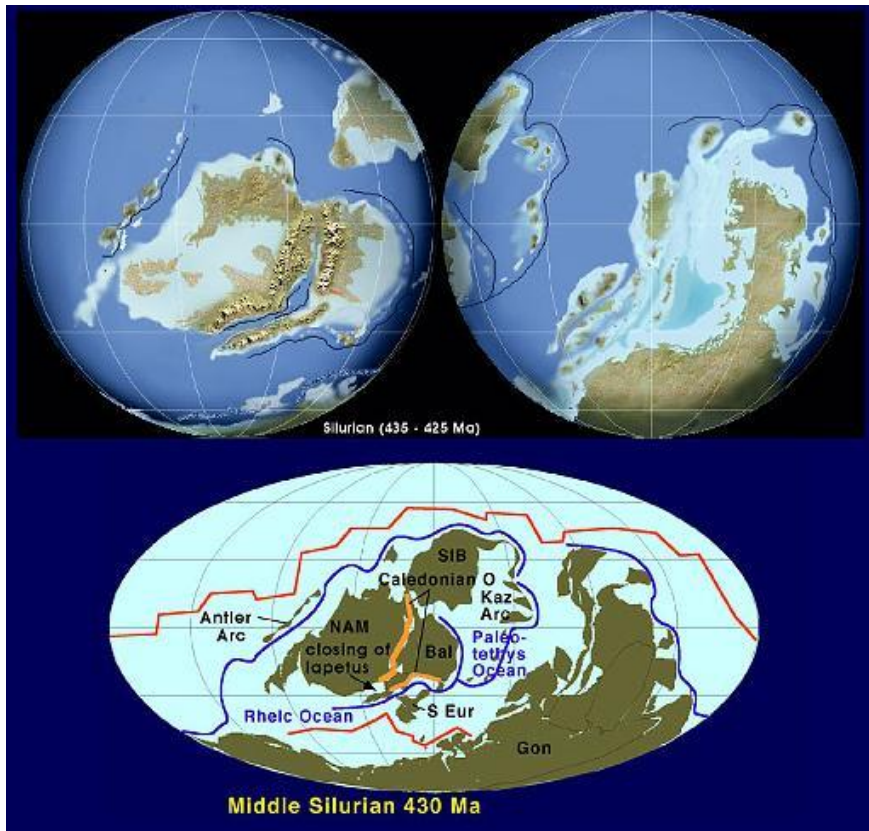 Silurian (435 - 425 Ma)
SIB
Caledonian O
Kaz
Arc
Antler
Arc
NAM
closing of
Iapetus
Bal
Paleo-
tethys
Ocean
Rheic Ocean
S Eur
Gon
Middle Silurian 430 Ma